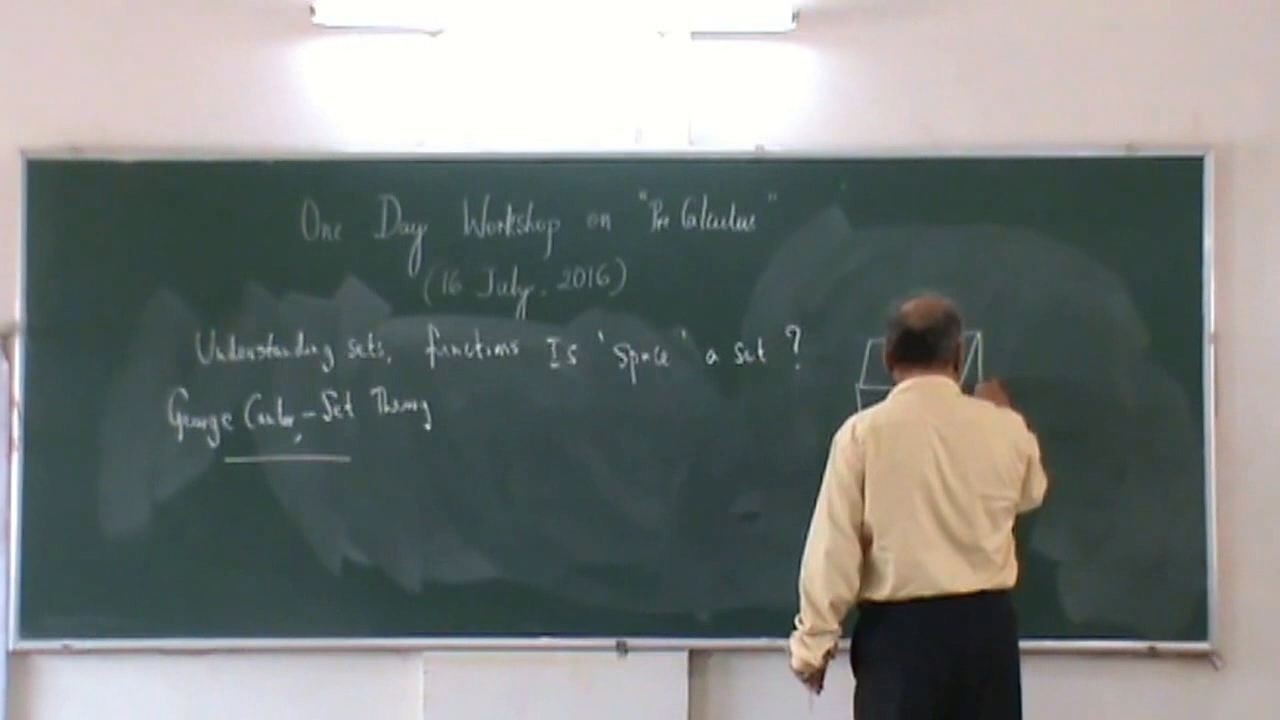 One Day Workshop on "Pre Calculus"
(16 July, 2016)
Understanding sets, functions Is 'Space' a set ?
George Cantor, - Set Theory